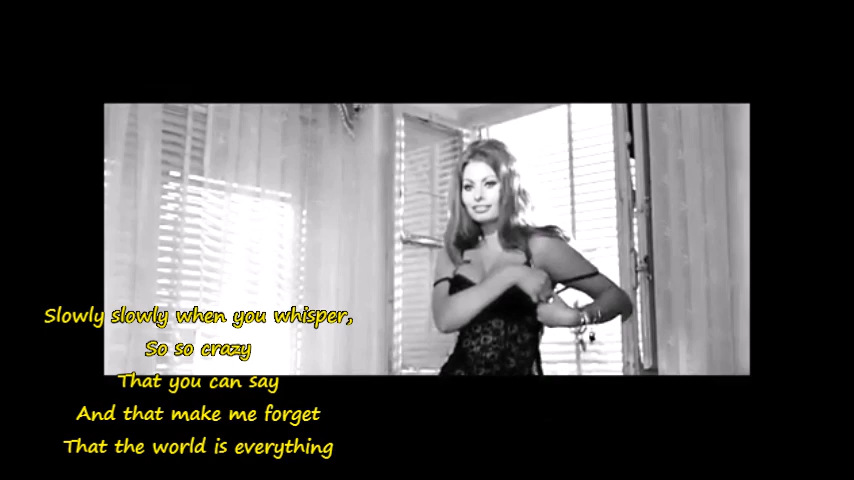 Slowly slowly when you whisper,
So so crazy
That you can say
And that make me forget
That the world is everything